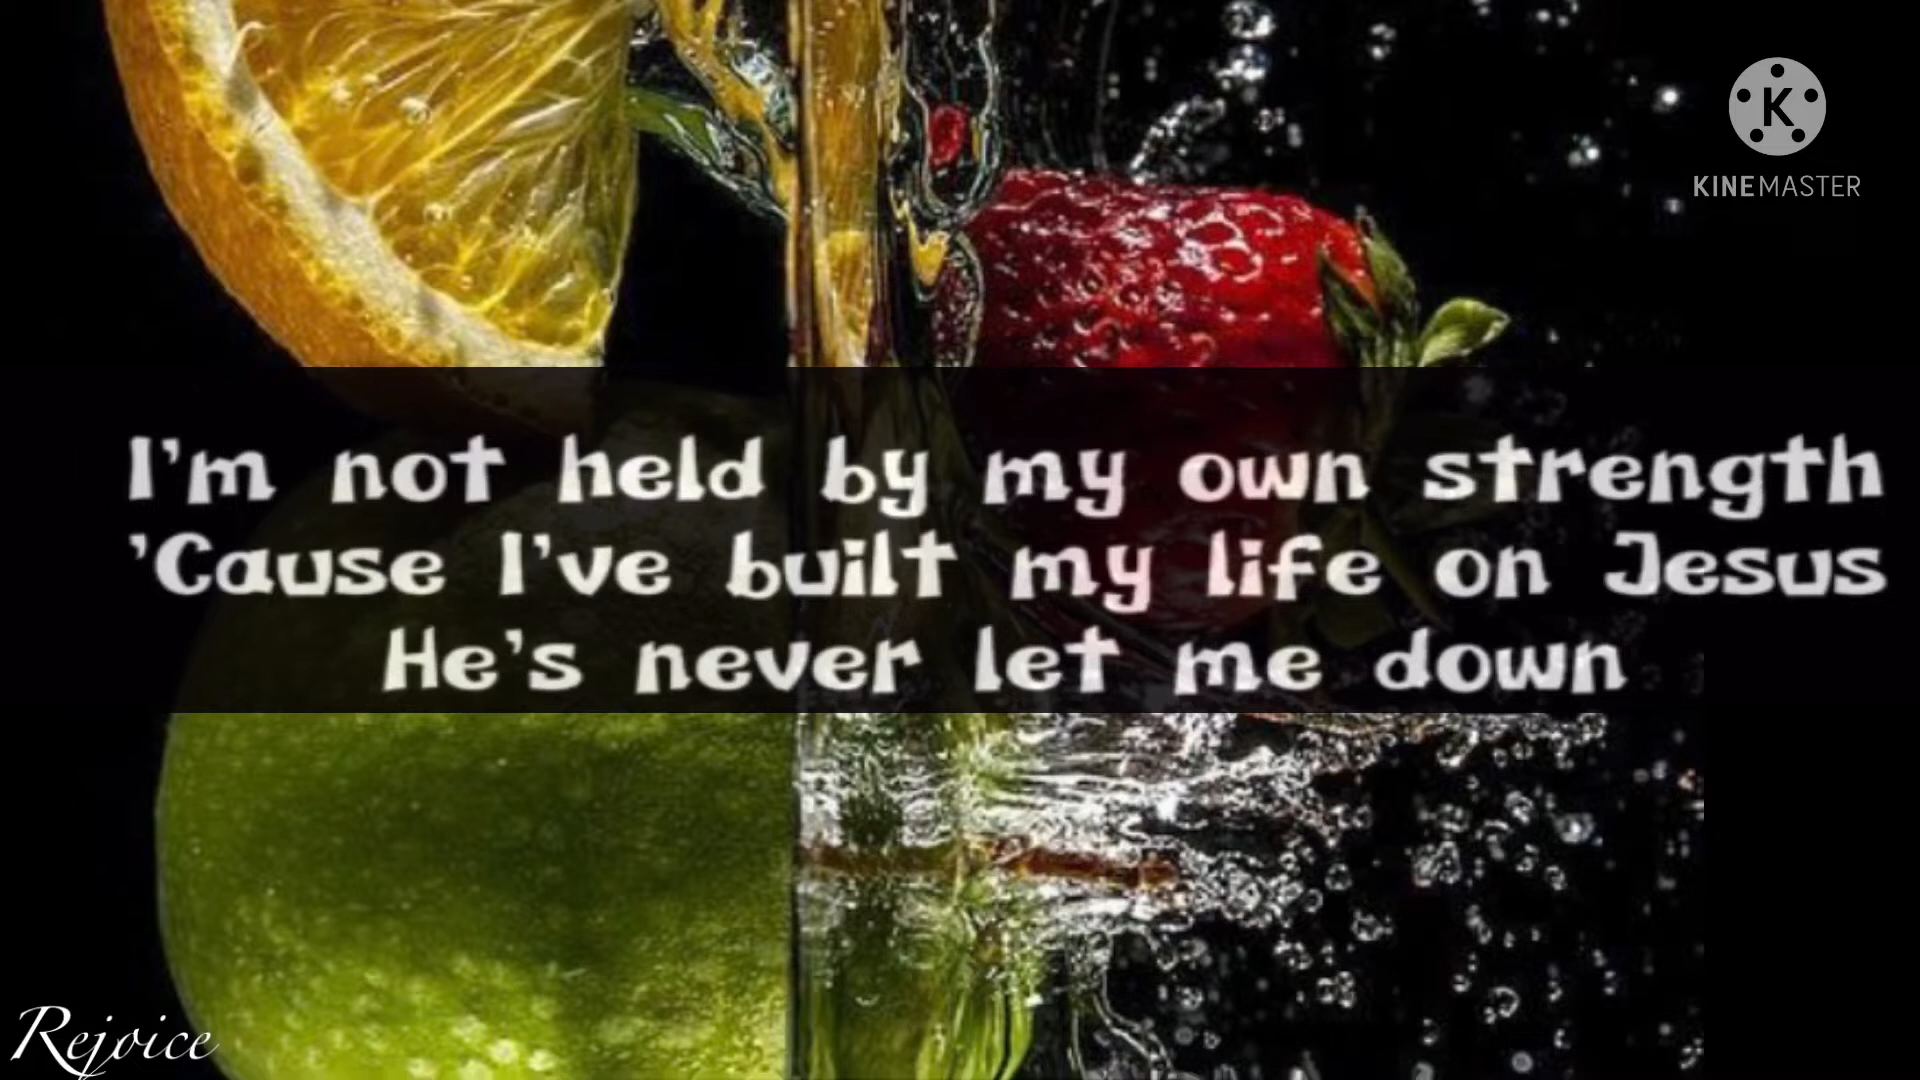 K
KINEMASTER
I'm not held by my own strength
'Cause I've built my life on Jesus
He's never let me down
Rejoice